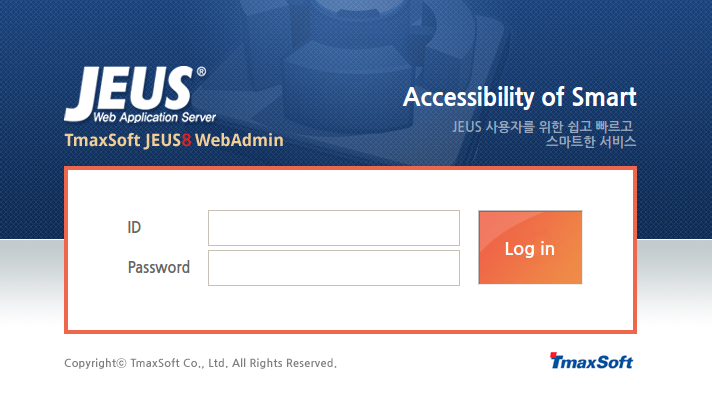 JEUS®
Web Application Server
TmaxSoft JEUS8 WebAdmin
Accessibility of Smart
JEUS 사용자를 위한 쉽고 빠르고
스마트한 서비스
ID
Password
Log in
Copyrightⓒ TmaxSoft Co., Ltd. All Rights Reserved.
TmaxSoft